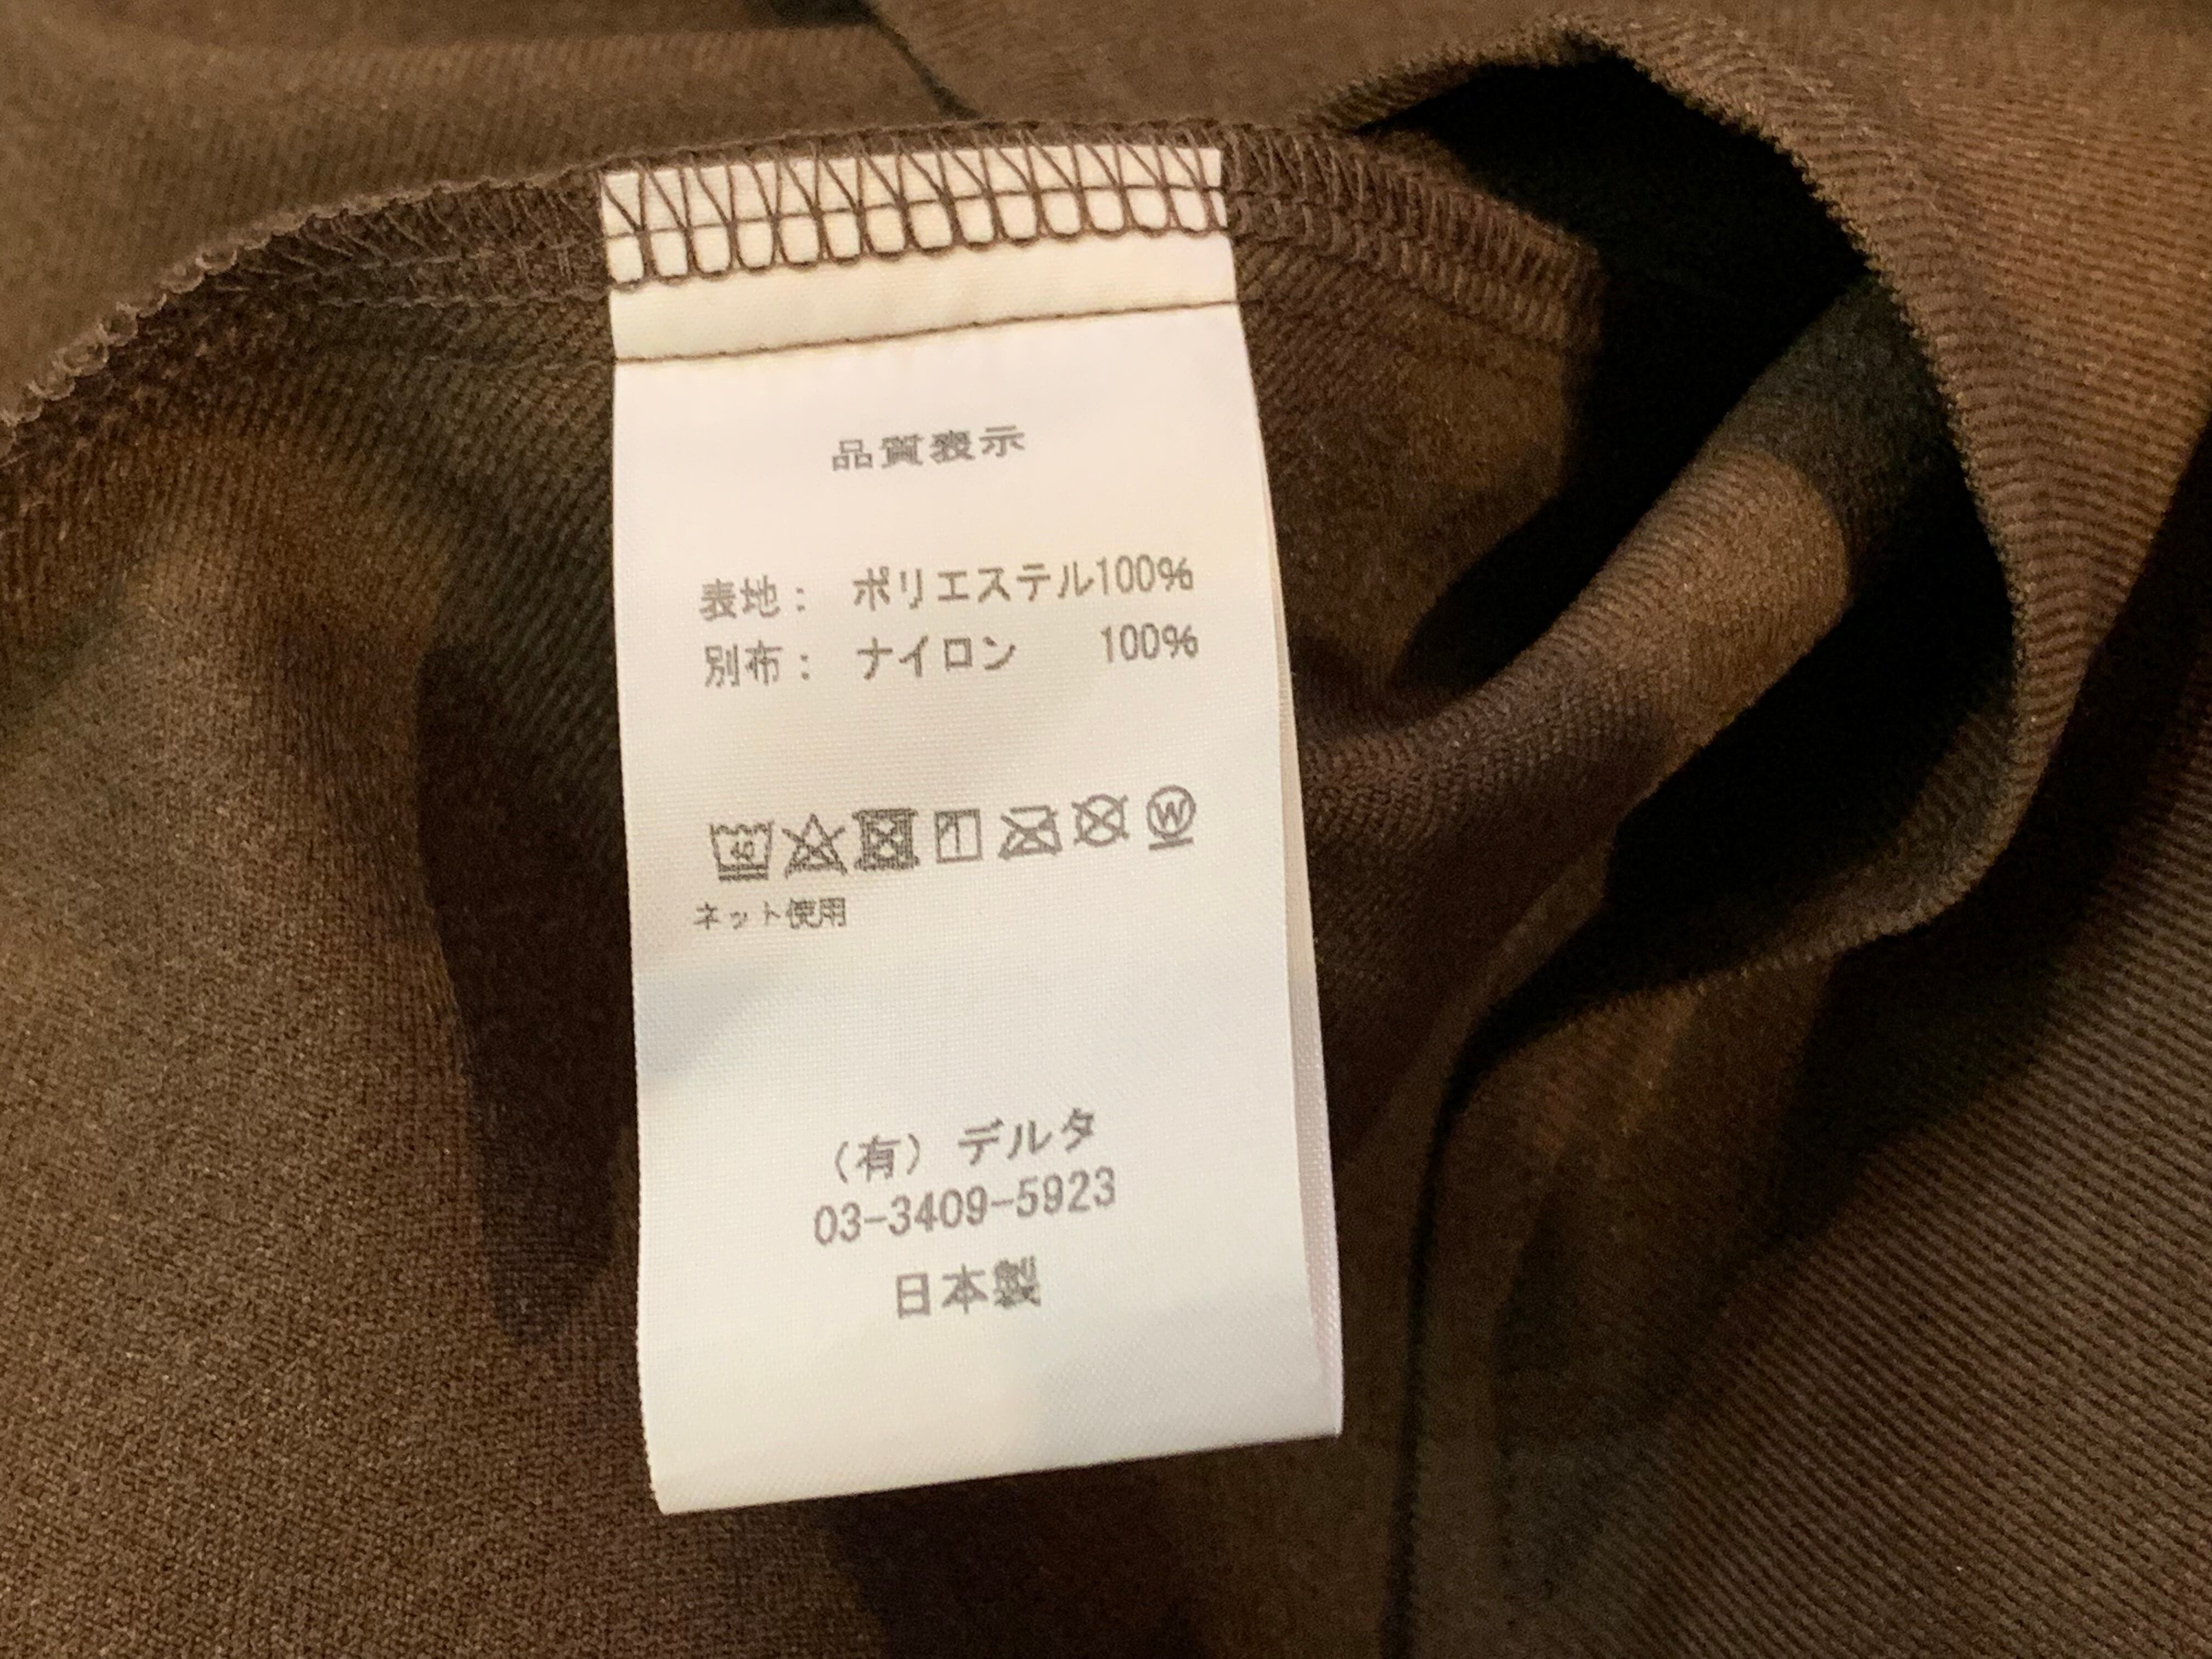 品質表示
表地： ポリエステル100%
別布： ナイロン 100%
40 W
ネット使用
（有）デルタ
03-3409-5923
日本製